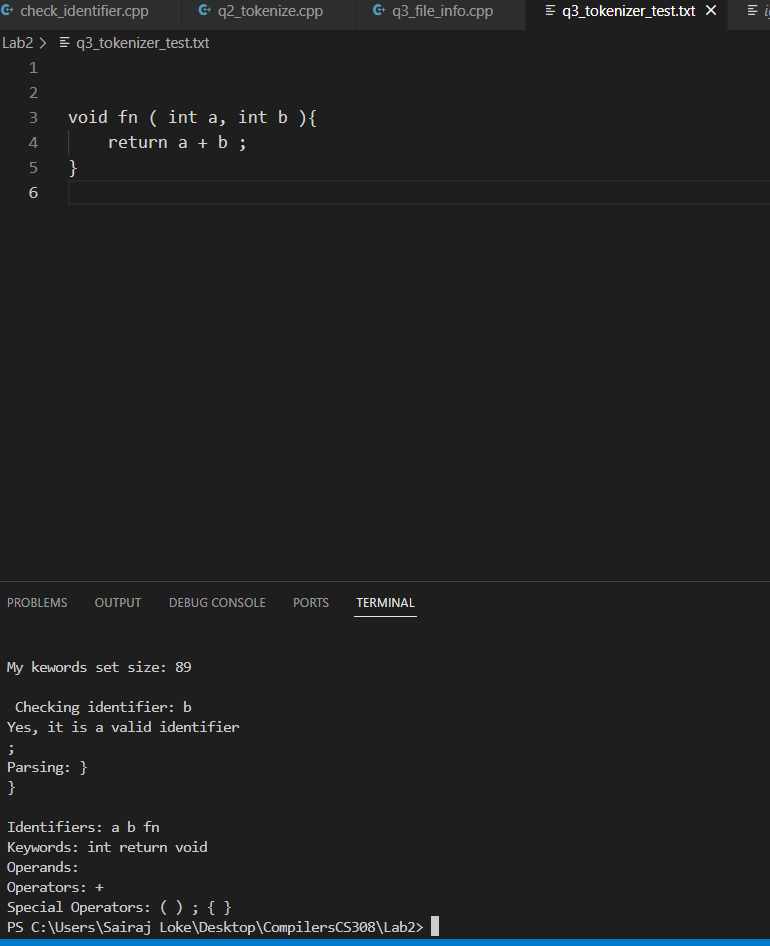 check_identifier.cpp q2_tokenize.cpp q3_file_info.cpp q3_tokenizer_test.txt
Lab2 > q3_tokenizer_test.txt
1
2
3 void fn ( int a, int b ){
4 return a + b ;
5 }
6
PROBLEMS OUTPUT DEBUG CONSOLE PORTS TERMINAL
My kewords set size: 89
Checking identifier: b
Yes, it is a valid identifier
;
Parsing: }
}
Identifiers: a b fn
Keywords: int return void
Operands:
Operators: +
Special Operators: ( ) ; { }
PS C:\Users\Sairaj Loke\Desktop\CompilersCS308\Lab2>